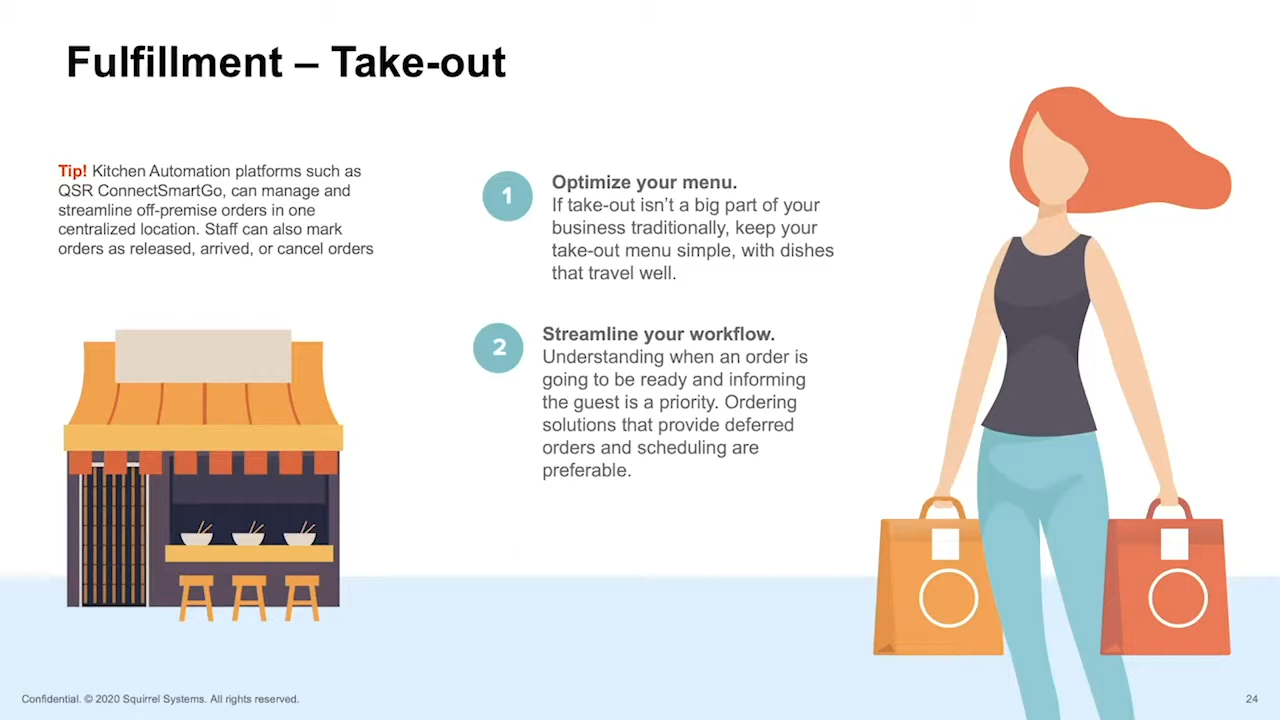 Fulfillment – Take-out
Tip! Kitchen Automation platforms such as
QSR ConnectSmartGo, can manage and
streamline off-premise orders in one
centralized location. Staff can also mark
orders as released, arrived, or cancel orders
1
Optimize your menu.
If take-out isn’t a big part of your
business traditionally, keep your
take-out menu simple, with dishes
that travel well.
2
Streamline your workflow.
Understanding when an order is
going to be ready and informing
the guest is a priority. Ordering
solutions that provide deferred
orders and scheduling are
preferable.
Confidential. © 2020 Squirrel Systems. All rights reserved.
24